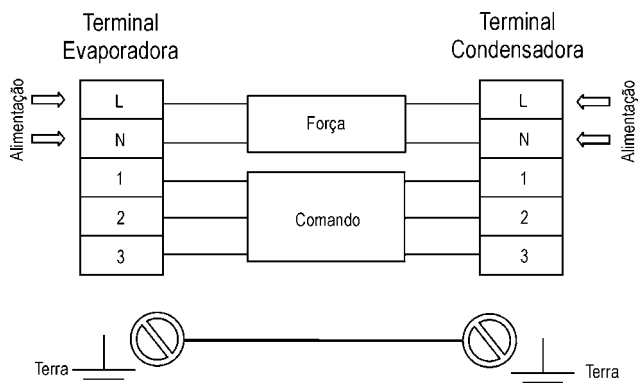 Terminal
Evaporadora
Terminal
Condensadora
Alimentação
L
N
1
2
3
Força
Comando
L
N
1
2
3
Alimentação
Terra
Terra